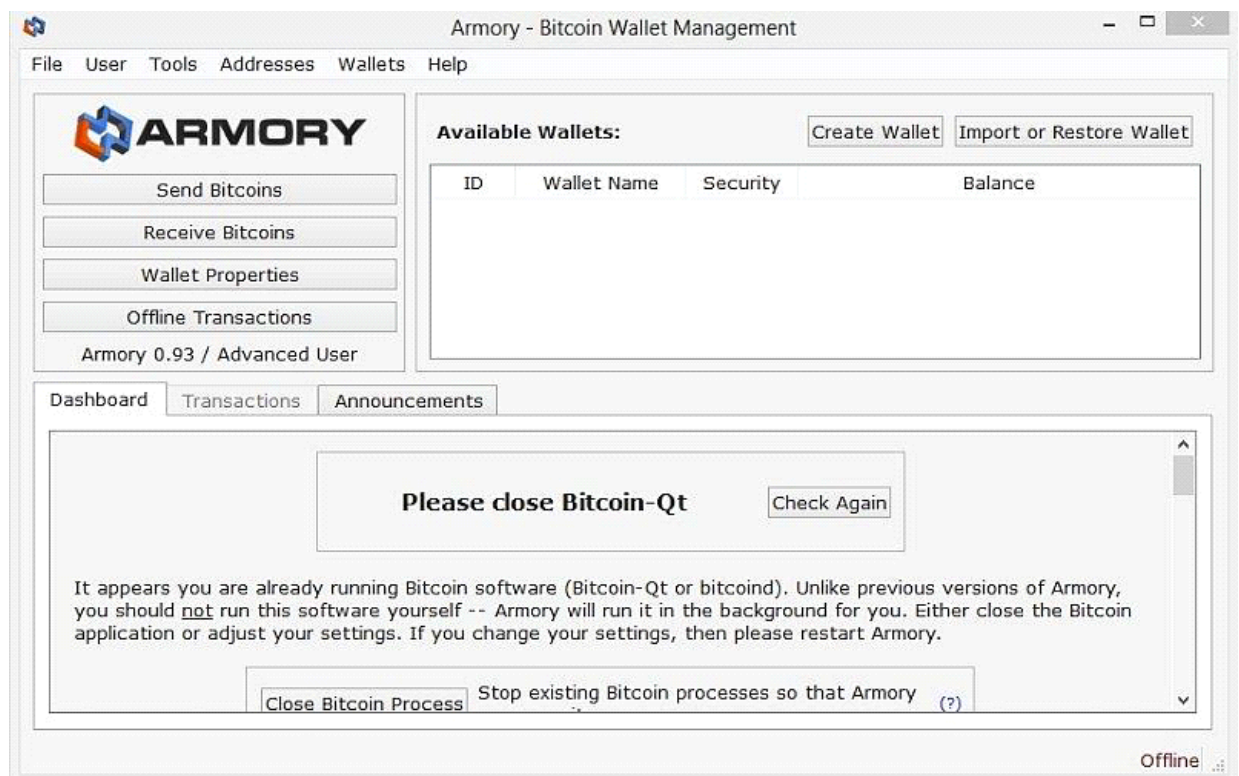 Armory - Bitcoin Wallet Management
File User Tools Addresses Wallets Help
ARMORY
Send Bitcoins
Receive Bitcoins
Wallet Properties
Offline Transactions
Armory 0.93 / Advanced User
Available Wallets:
Create Wallet
Import or Restore Wallet
ID Wallet Name Security Balance
Dashboard Transactions Announcements
Please close Bitcoin-Qt
Check Again
It appears you are already running Bitcoin software (Bitcoin-Qt or bitcoind). Unlike previous versions of Armory,
you should not run this software yourself -- Armory will run it in the background for you. Either close the Bitcoin
application or adjust your settings. If you change your settings, then please restart Armory.
Close Bitcoin Process
Stop existing Bitcoin processes so that Armory
(?)
Offline